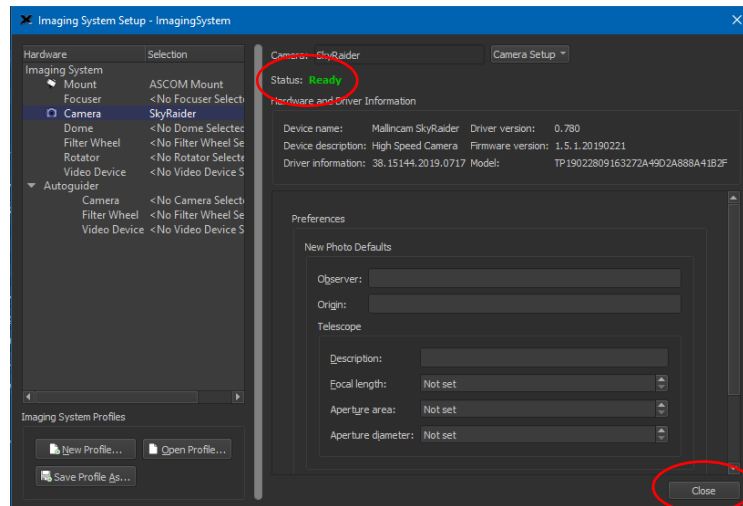 Imaging System Setup - ImagingSystem
Hardware Selection
Imaging System
Mount ASCOM Mount
Focuser <No Focuser Selecte
Camera SkyRaider
Dome <No Dome Selected
Filter Wheel <No Filter Wheel Se
Rotator <No Rotator Selecte
Video Device <No Video Device S
Autoguider
Camera <No Camera Selecte
Filter Wheel <No Filter Wheel Se
Video Device <No Video Device S
Imaging System Profiles
New Profile... Open Profile...
Save Profile As...
Camera: SkyRaider Camera Setup
Status: Ready
Hardware and Driver Information
Device name: Mallincam SkyRaider Driver version: 0.780
Device description: High Speed Camera Firmware version: 1.5.1.20190221
Driver information: 38.15144.2019.0717 Model: TP19022809163272A49D2A888A41B2F
Preferences
New Photo Defaults
Observer:
Origin:
Telescope
Description:
Focal length: Not set
Aperture area: Not set
Aperture diameter: Not set
Close